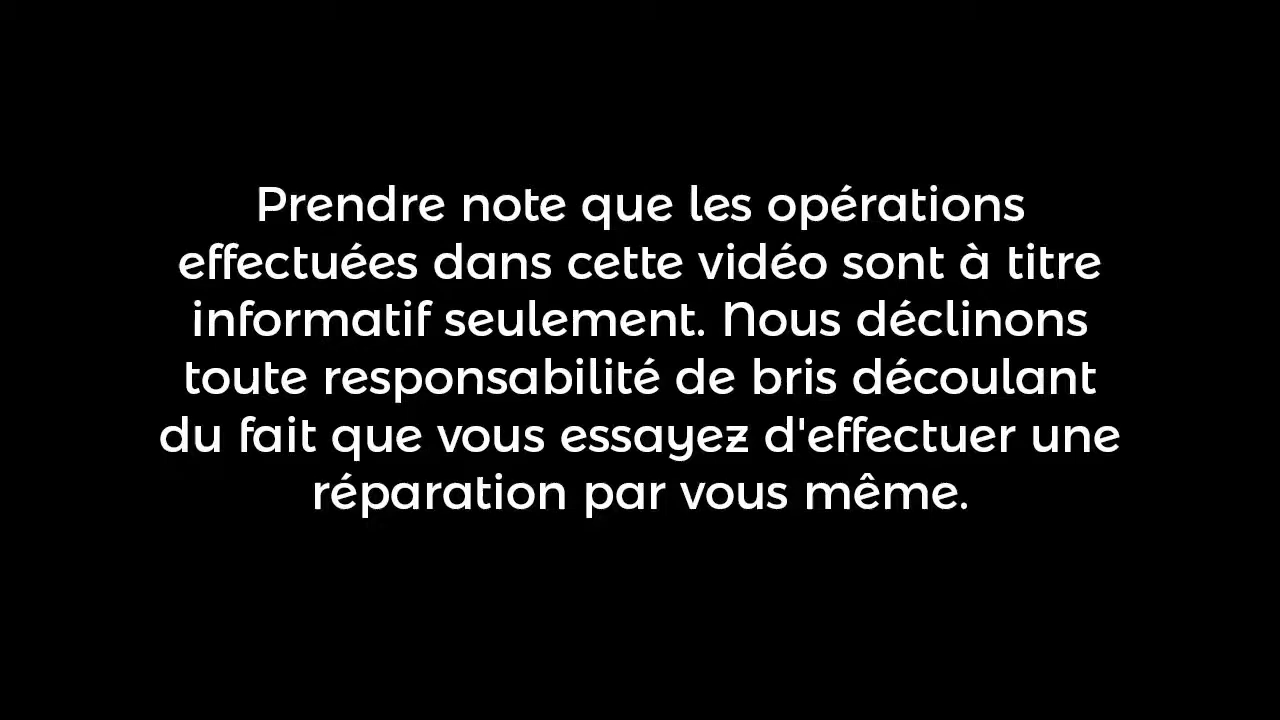 Prendre note que les opérations
effectuées dans cette vidéo sont à titre
informatif seulement. Nous déclinons
toute responsabilité de bris découlant
du fait que vous essayez d'effectuer une
réparation par vous même.